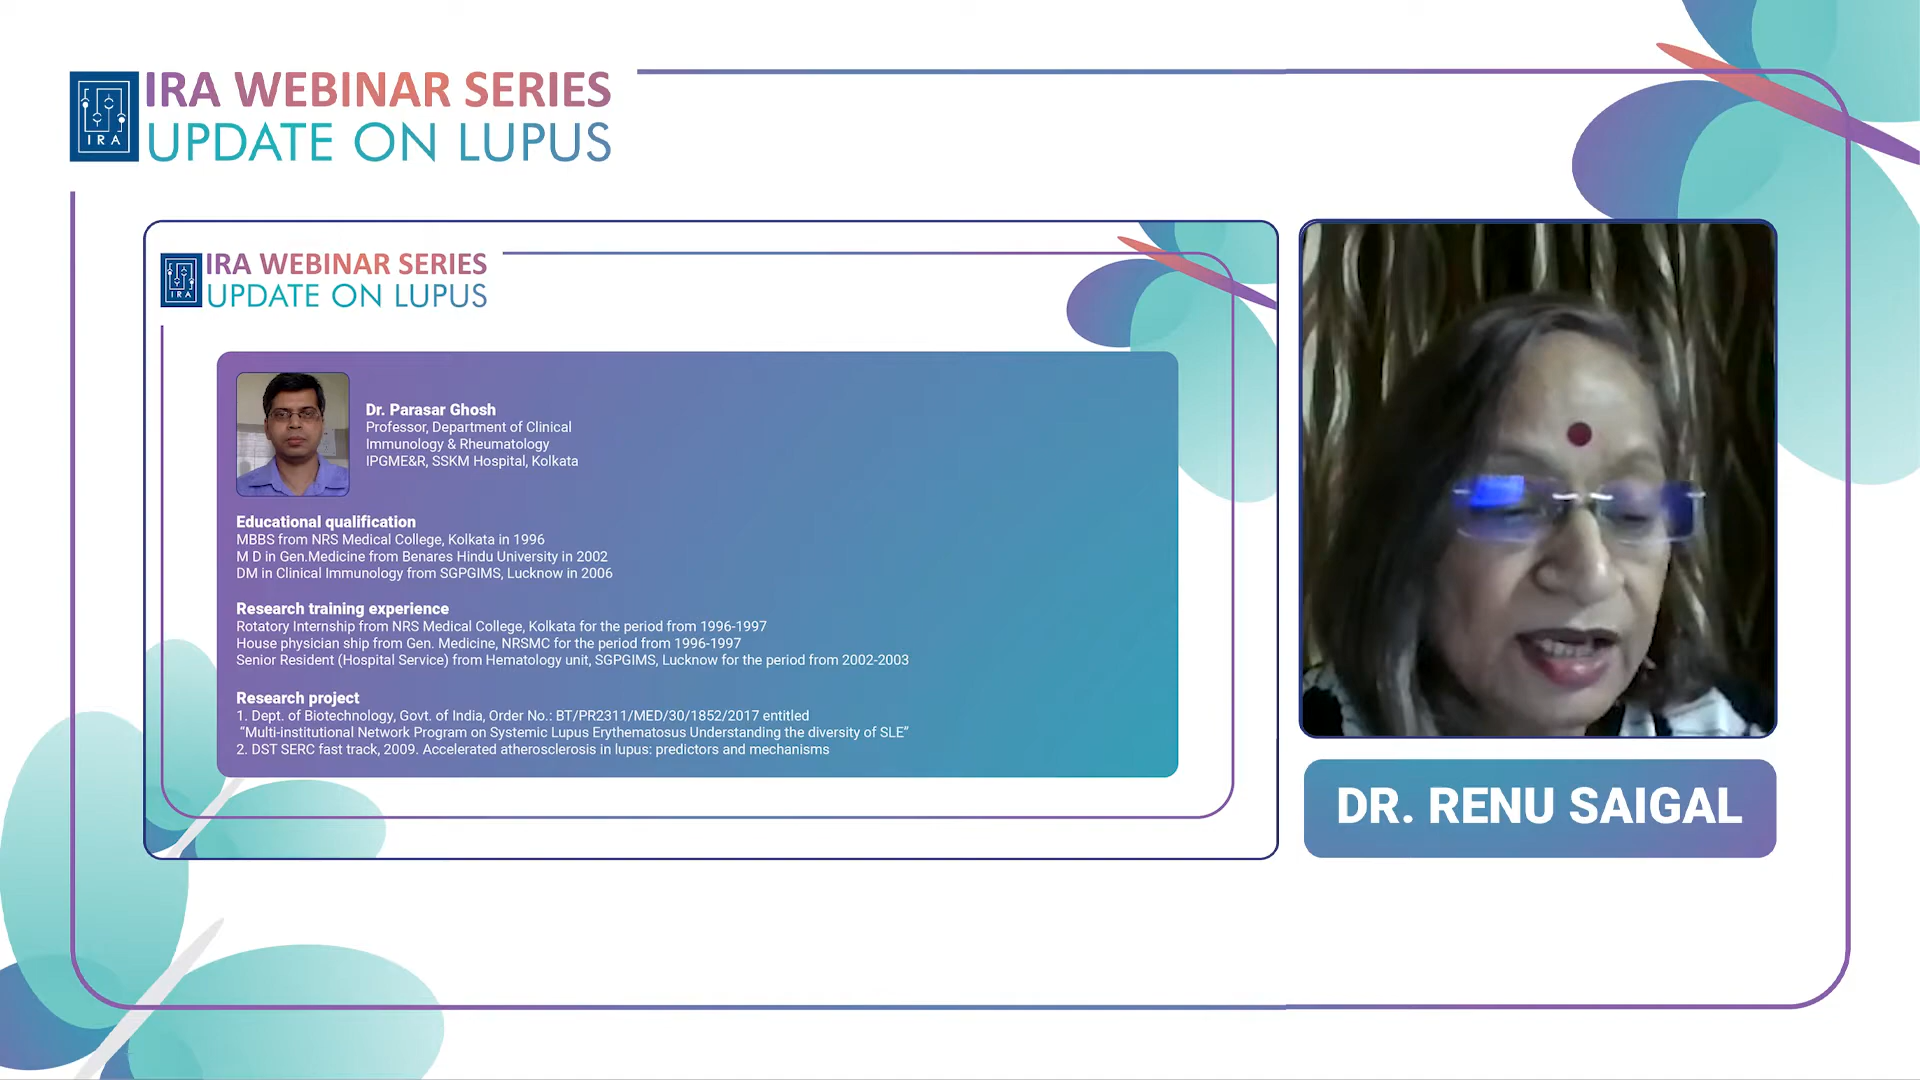 IRA WEBINAR SERIES
UPDATE ON LUPUS
IRA
IRA WEBINAR SERIES
UPDATE ON LUPUS
IRA
Dr. Parasar Ghosh
Professor, Department of Clinical
Immunology & Rheumatology
IPGME&R, SSKM Hospital, Kolkata
Educational qualification
MBBS from NRS Medical College, Kolkata in 1996
M D in Gen.Medicine from Benares Hindu University in 2002
DM in Clinical Immunology from SGPGIMS, Lucknow in 2006
Research training experience
Rotatory Internship from NRS Medical College, Kolkata for the period from 1996-1997
House physician ship from Gen. Medicine, NRSMC for the period from 1996-1997
Senior Resident (Hospital Service) from Hematology unit, SGPGIMS, Lucknow for the period from 2002-2003
Research project
1. Dept. of Biotechnology, Govt. of India, Order No.: BT/PR2311/MED/30/1852/2017 entitled
“Multi-institutional Network Program on Systemic Lupus Erythematosus Understanding the diversity of SLE”
2. DST SERC fast track, 2009. Accelerated atherosclerosis in lupus: predictors and mechanisms
DR. RENU SAIGAL